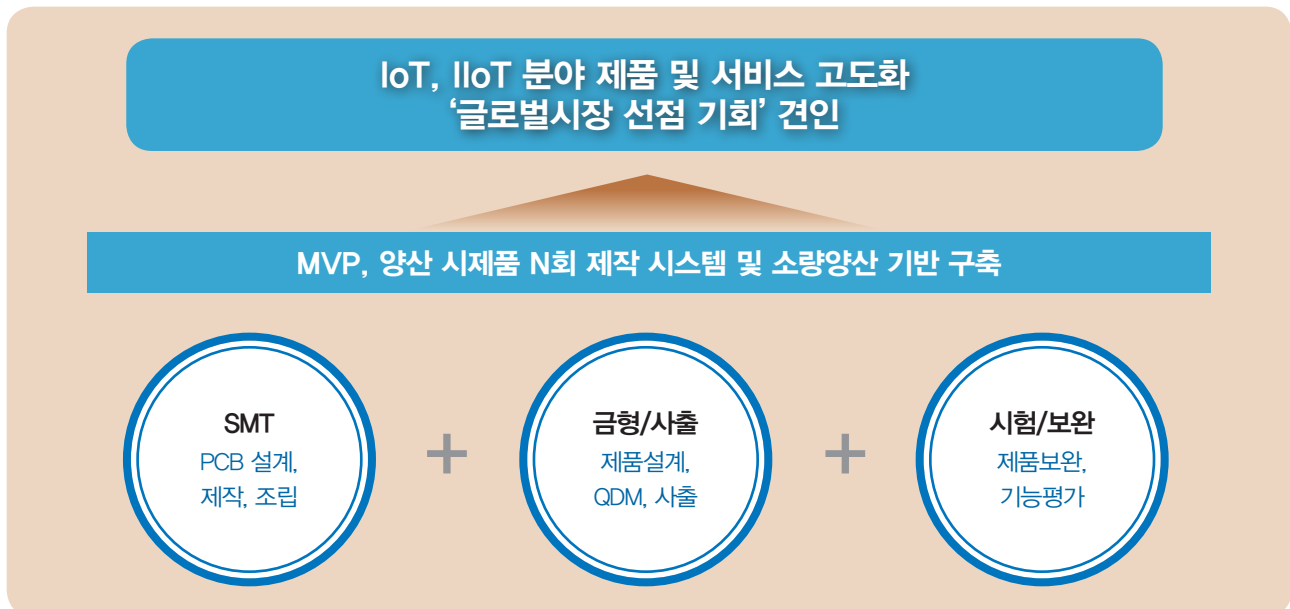 IoT, IIoT 분야 제품 및 서비스 고도화
‘글로벌시장 선점 기회’ 견인
MVP, 양산 시제품 N회 제작 시스템 및 소량양산 기반 구축
SMT
PCB 설계,
제작, 조립
+
금형/사출
제품설계,
QDM, 사출
+
시험/보완
제품보완,
기능평가